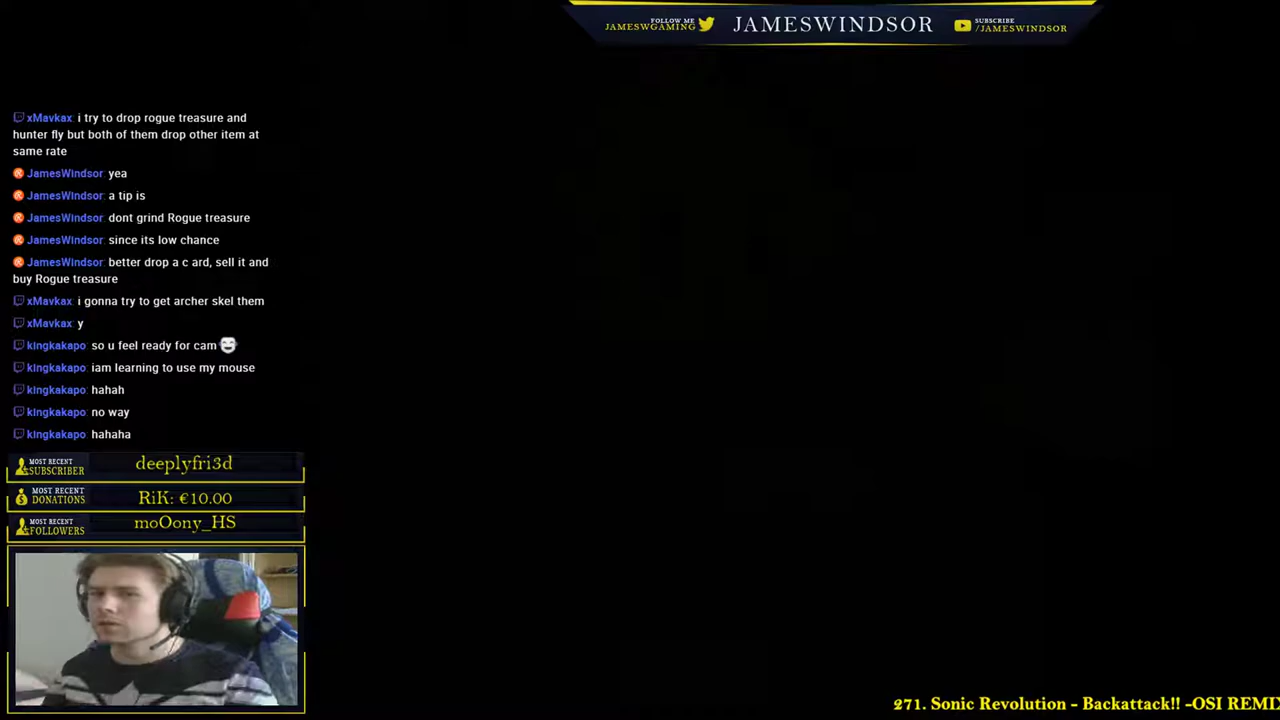 FOLLOW ME
JAMESWGAMING
JAMESWINDSOR
SUBSCRIBE
/JAMESWINDSOR
xMavkax: i try to drop rogue treasure and
hunter fly but both of them drop other item at
same rate
JamesWindsor: yea
JamesWindsor: a tip is
JamesWindsor: dont grind Rogue treasure
JamesWindsor: since its low chance
JamesWindsor: better drop a c ard, sell it and
buy Rogue treasure
xMavkax: i gonna try to get archer skel them
xMavkax: y
kingkakapo: so u feel ready for cam
kingkakapo: iam learning to use my mouse
kingkakapo: hahah
kingkakapo: no way
kingkakapo: hahaha
MOST RECENT
SUBSCRIBER
deeplyfri3d
MOST RECENT
DONATIONS
RiK: €10.00
MOST RECENT
FOLLOWERS
moOony_HS
271. Sonic Revolution - Backattack!! -OSI REMIX